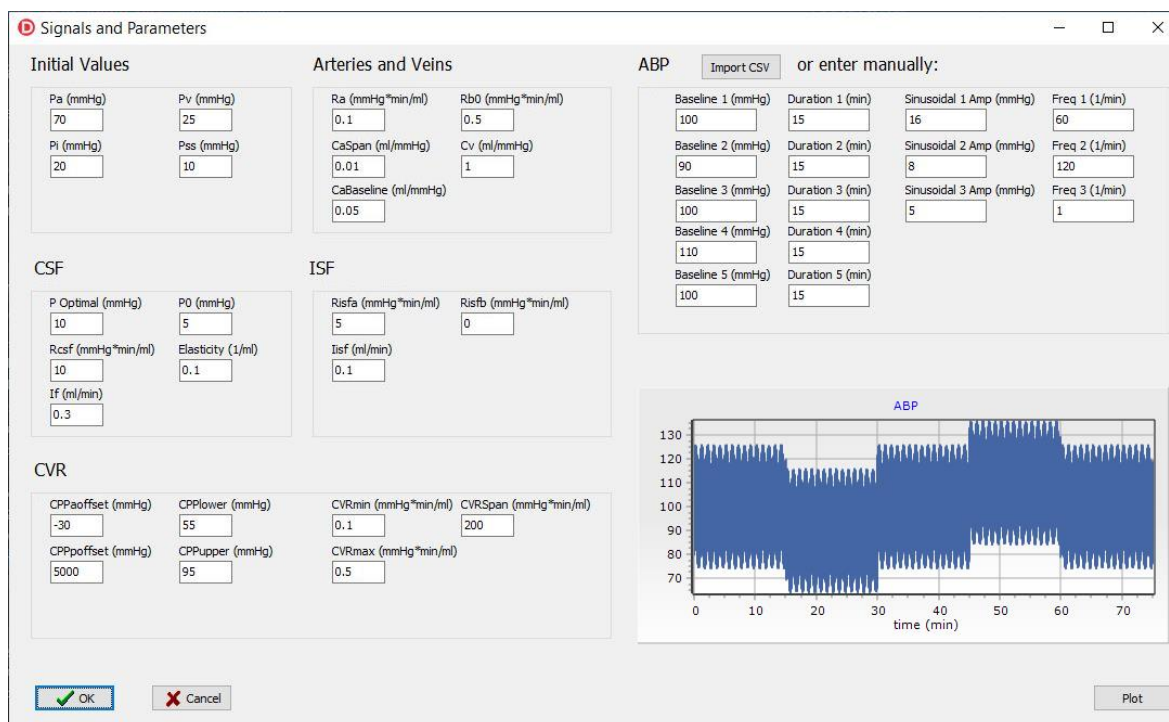 Signals and Parameters
Initial Values
Pa (mmHg) Pv (mmHg)
70 25
Pi (mmHg) Pss (mmHg)
20 10
Arteries and Veins
Ra (mmHg*min/ml) Rb0 (mmHg*min/ml)
0.1 0.5
CaSpan (ml/mmHg) Cv (ml/mmHg)
0.01 1
CaBaseline (ml/mmHg)
0.05
ABP Import CSV or enter manually:
Baseline 1 (mmHg) Duration 1 (min) Sinusoidal 1 Amp (mmHg) Freq 1 (1/min)
100 15 16 60
Baseline 2 (mmHg) Duration 2 (min) Sinusoidal 2 Amp (mmHg) Freq 2 (1/min)
90 15 8 120
Baseline 3 (mmHg) Duration 3 (min) Sinusoidal 3 Amp (mmHg) Freq 3 (1/min)
100 15 5 1
Baseline 4 (mmHg) Duration 4 (min)
110 15
Baseline 5 (mmHg) Duration 5 (min)
100 15
CSF
P Optimal (mmHg) P0 (mmHg)
10 5
Rcsf (mmHg*min/ml) Elasticity (1/ml)
10 0.1
If (ml/min)
0.3
ISF
Risfa (mmHg*min/ml) Risfb (mmHg*min/ml)
5 0
Iisf (ml/min)
0.1
CVR
CPPaoffset (mmHg) CPPlower (mmHg) CVRmin (mmHg*min/ml) CVRSpan (mmHg*min/ml)
-30 55 0.1 200
CPPpoffset (mmHg) CPPupper (mmHg) CVRmax (mmHg*min/ml)
5000 95 0.5
ABP
130
120
110
100
90
80
70
0 10 20 30 40 50 60 70
time (min)
OK Cancel Plot